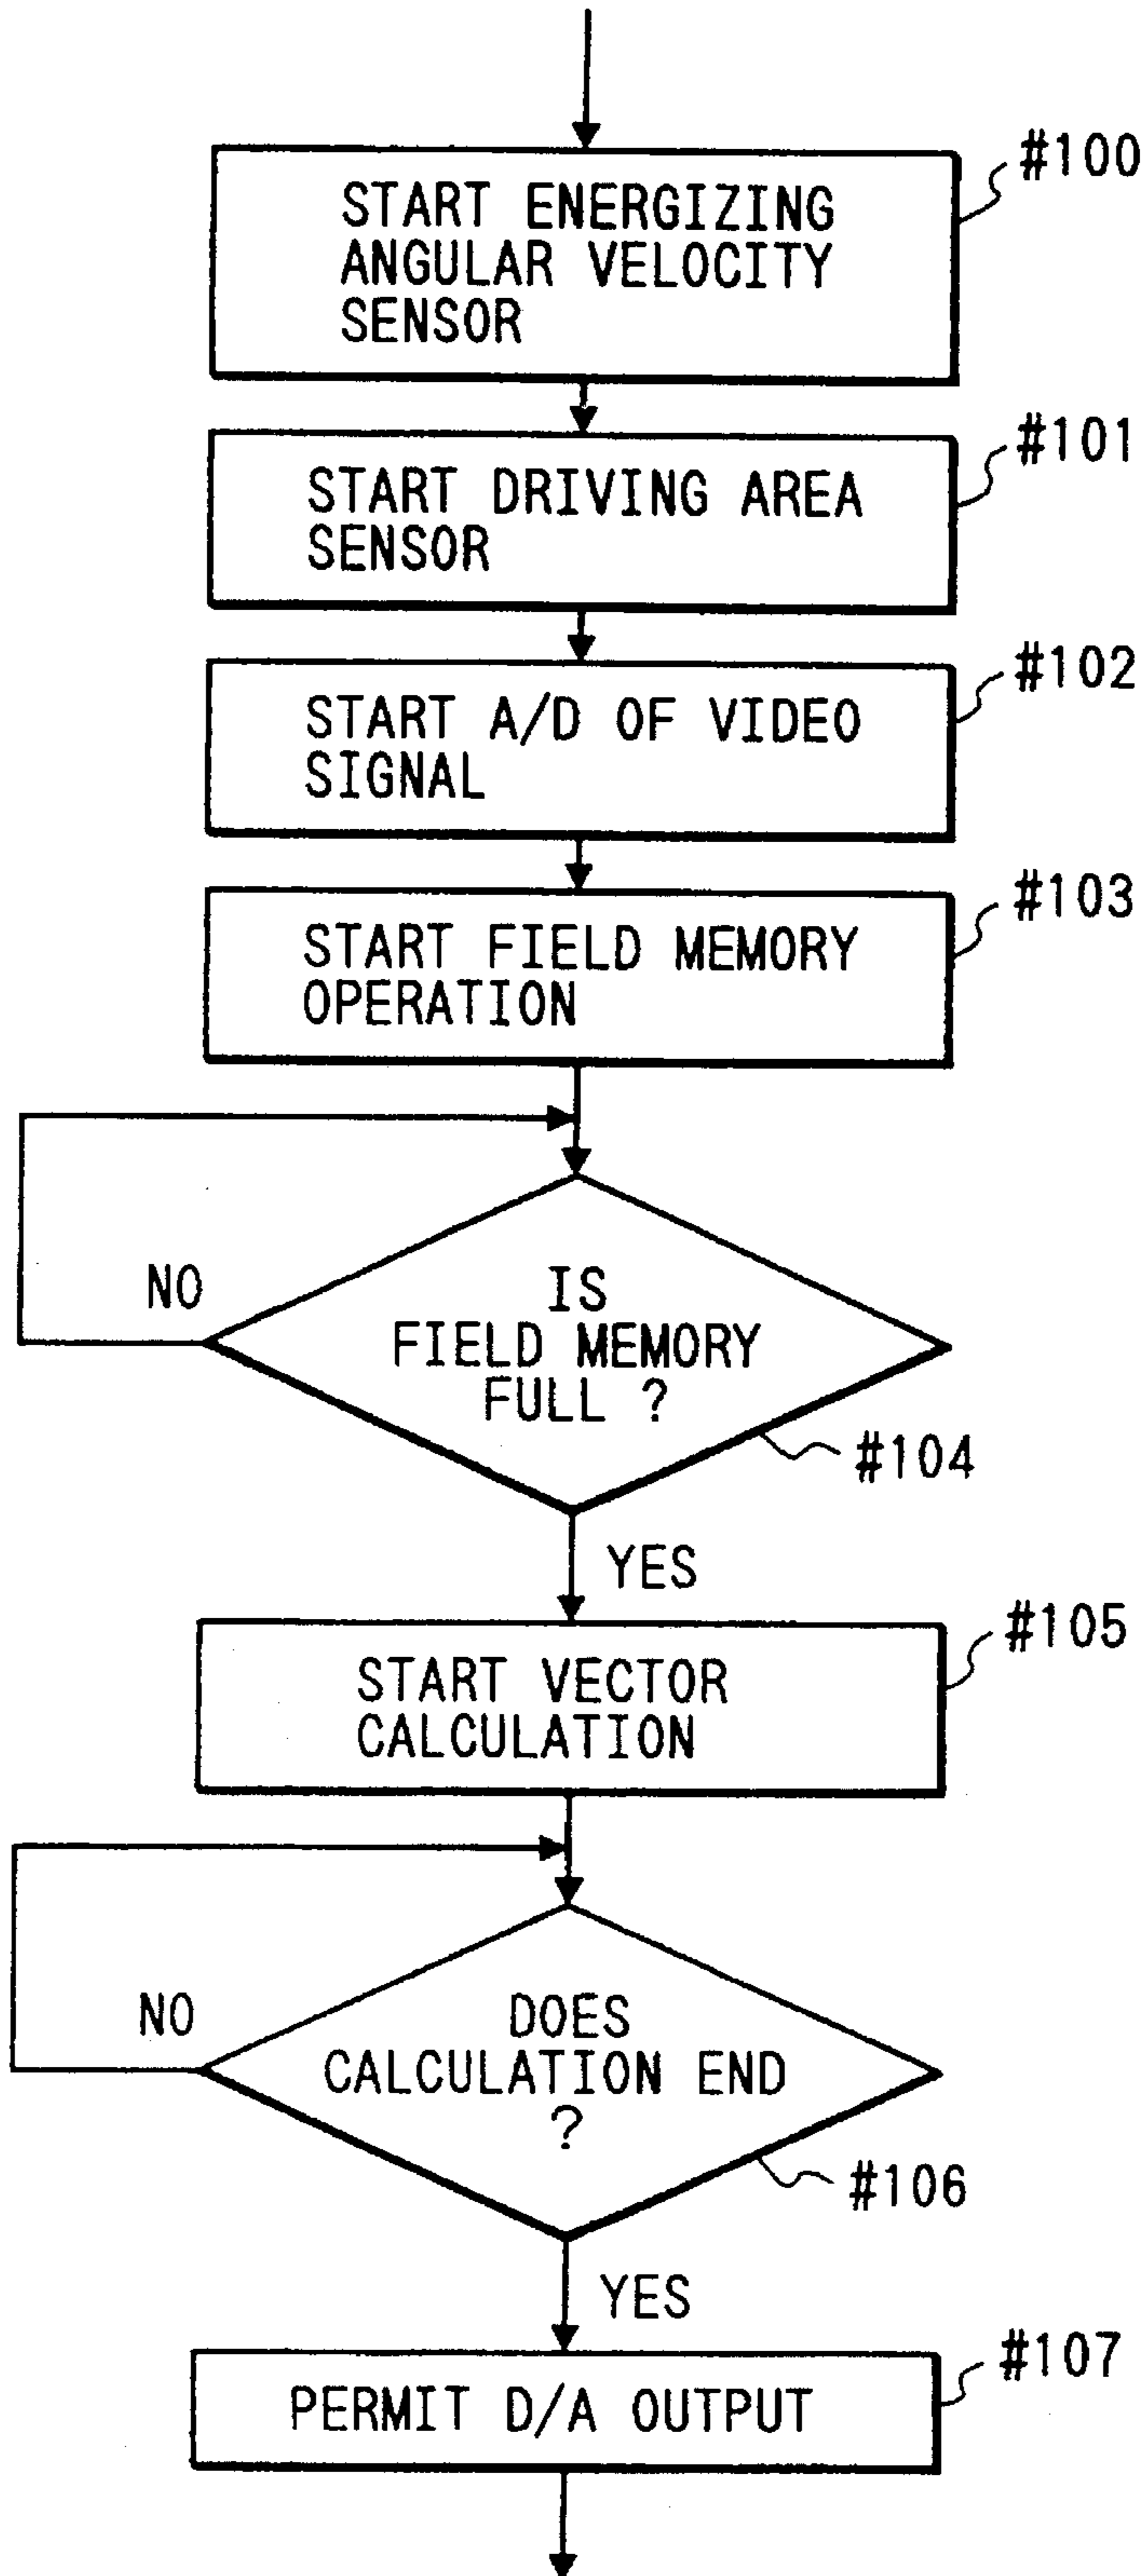 #100
START ENERGIZING
ANGULAR VELOCITY
SENSOR
#101
START DRIVING AREA
SENSOR
#102
START A/D OF VIDEO
SIGNAL
#103
START FIELD MEMORY
OPERATION
NO
IS
FIELD MEMORY
FULL ?
#104
YES
#105
START VECTOR
CALCULATION
NO
DOES
CALCULATION END
?
#106
YES
#107
PERMIT D/A OUTPUT